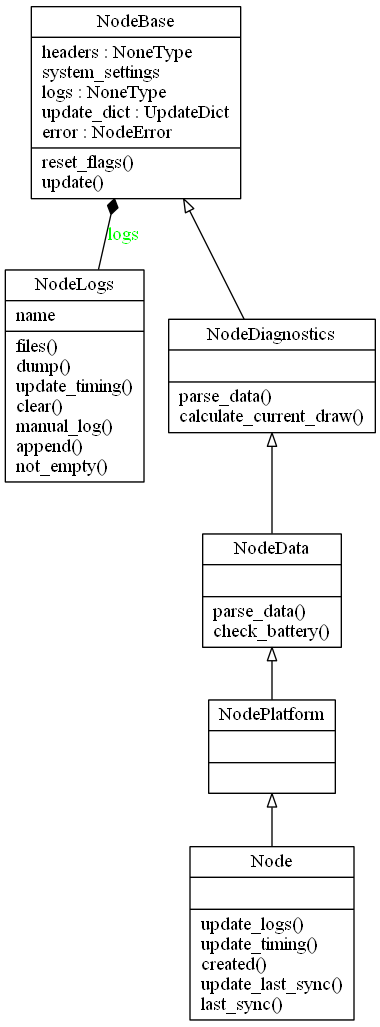 NodeBase
headers : NoneType
system_settings
logs : NoneType
update_dict : UpdateDict
error : NodeError
reset_flags()
update()
logs
NodeLogs
name
files()
dump()
update_timing()
clear()
manual_log()
append()
not_empty()
NodeDiagnostics
parse_data()
calculate_current_draw()
NodeData
parse_data()
check_battery()
NodePlatform
Node
update_logs()
update_timing()
created()
update_last_sync()
last_sync()